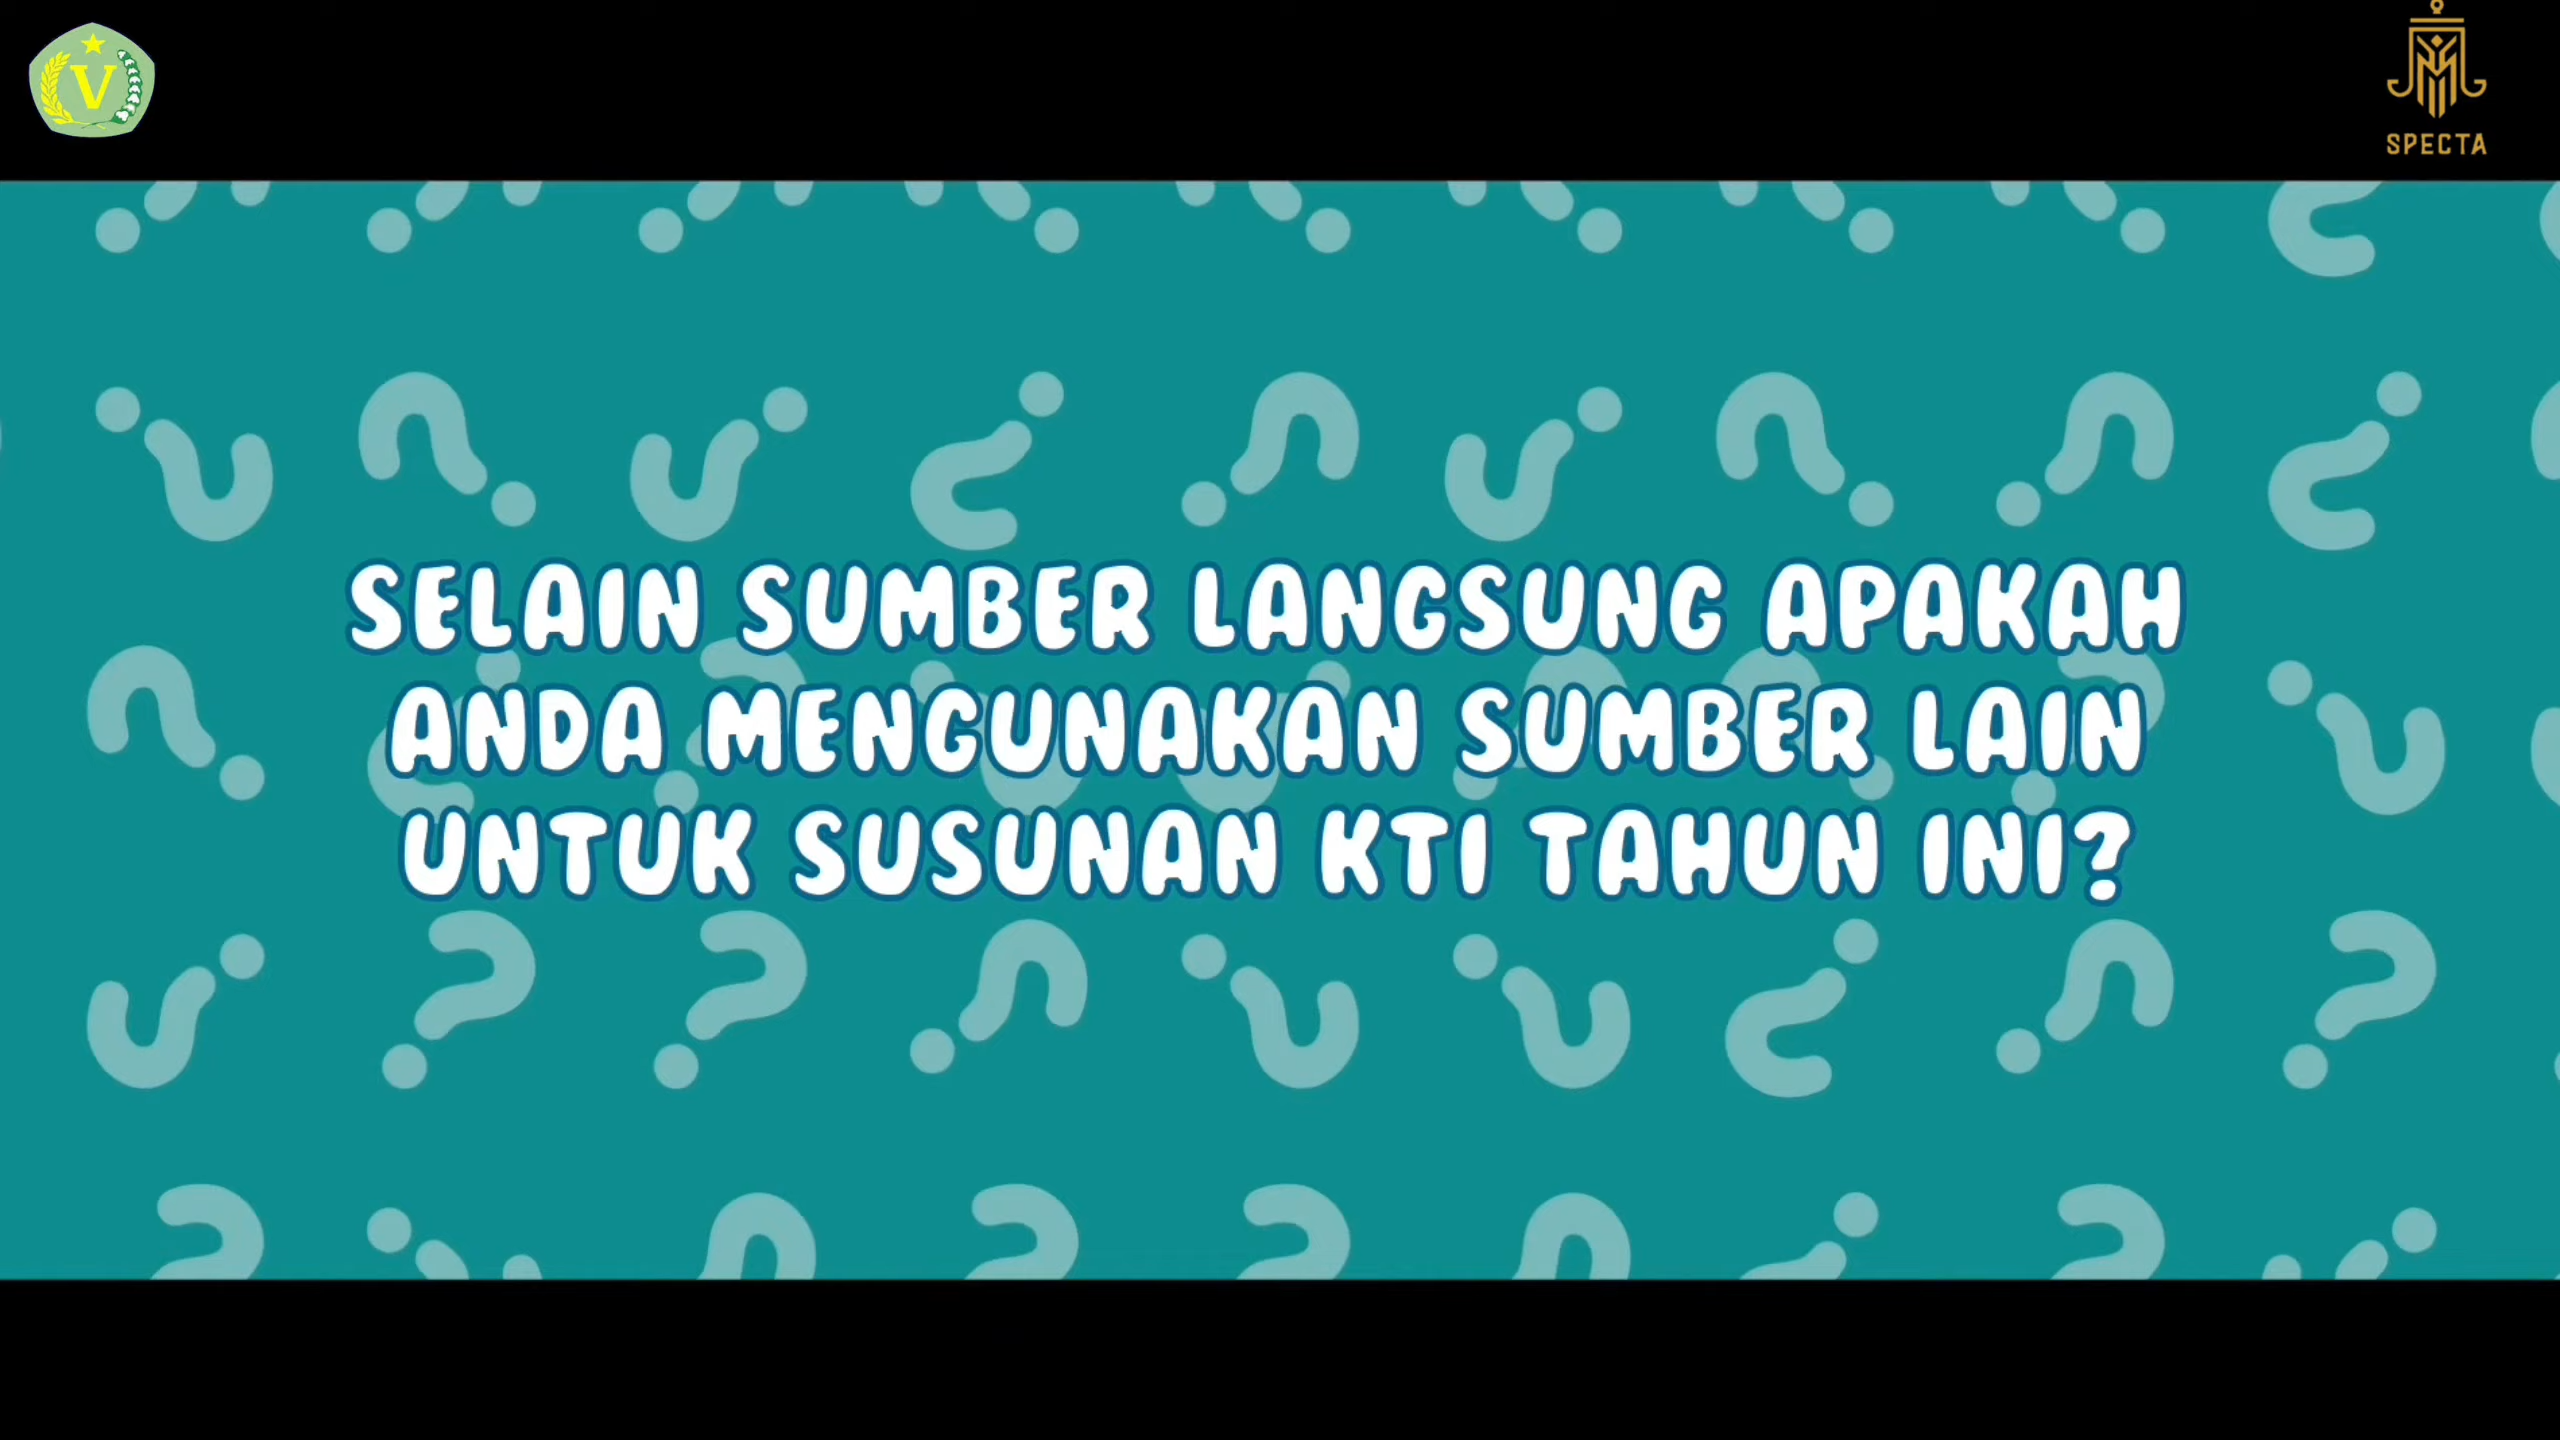 V
SPECTA
SELAIN SUMBER LANGSUNG APAKAH
ANDA MENGUNAKAN SUMBER LAIN
UNTUK SUSUNAN KTI TAHUN INI?